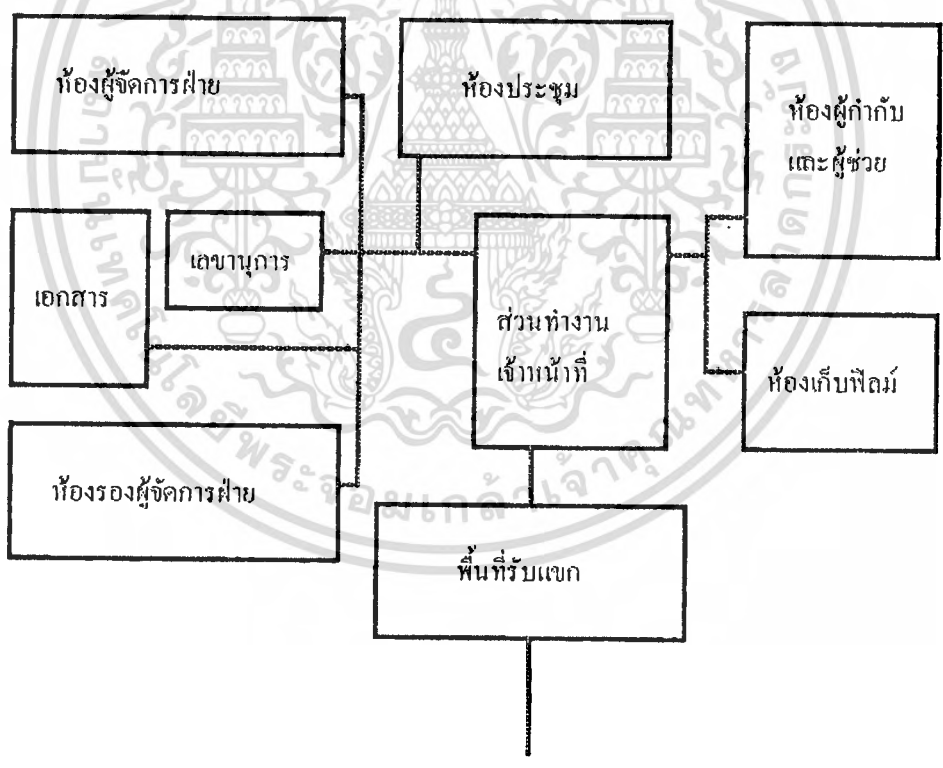 ห้องผู้จัดการฝ่าย
ห้องประชุม
ห้องผู้กำกับ
และผู้ช่วย
เลขานุการ
เอกสาร
ส่วนทำงาน
เจ้าหน้าที่
ห้องเก็บฟิลม์
ห้องรองผู้จัดการฝ่าย
พื้นที่รับแขก